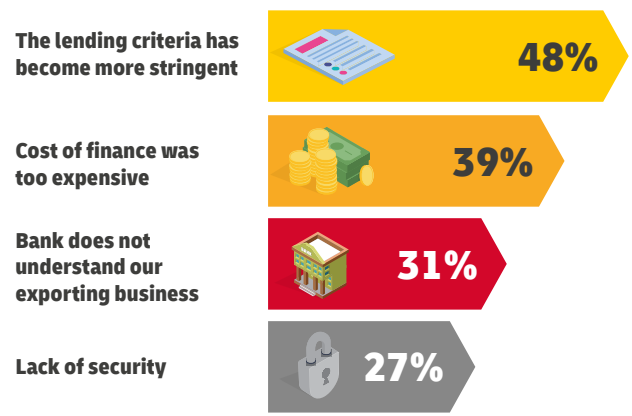 The lending criteria has
become more stringent
48%
Cost of finance was
too expensive
39%
Bank does not
understand our
exporting business
31%
Lack of security
27%